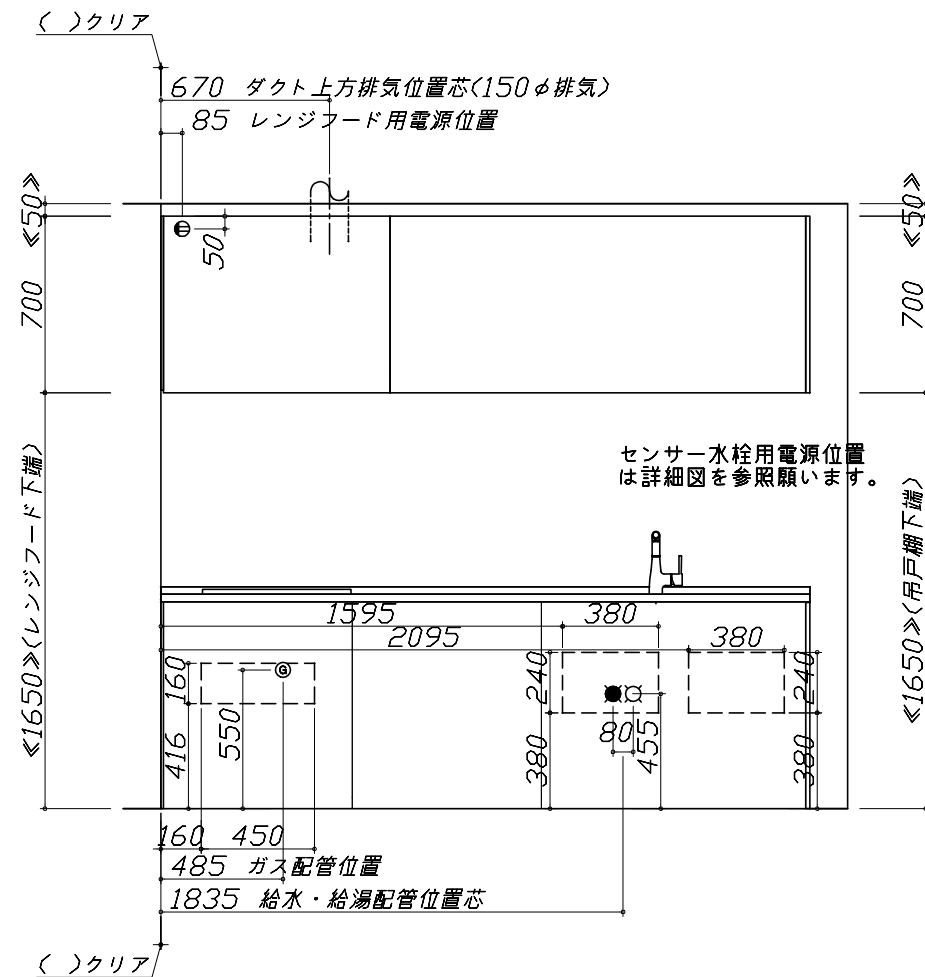 ( )クリア
670 ダクト上方排気位置芯(150φ排気)
85 レンジフード用電源位置
≪50≫
≪50≫
50
700
700
センサー水栓用電源位置
は詳細図を参照願います。
≪1650≫(レンジフード下端)
≪1650≫(吊戸棚下端)
1595
380
2095
380
160
G
240
240
550
80
455
416
380
380
160
450
485 ガス配管位置
1835 給水・給湯配管位置芯
( )クリア